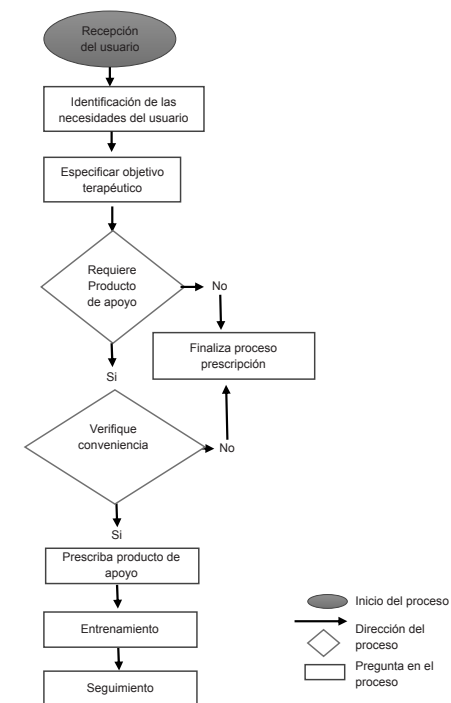 Recepción
del usuario
Identificación de las
necesidades del usuario
Especificar objetivo
terapéutico
Requiere
Producto
de apoyo
No
Finaliza proceso
prescripción
Si
Verifique
conveniencia
No
Si
Prescriba producto de
apoyo
Entrenamiento
Seguimiento
Inicio del proceso
Dirección del
proceso
Pregunta en el
proceso